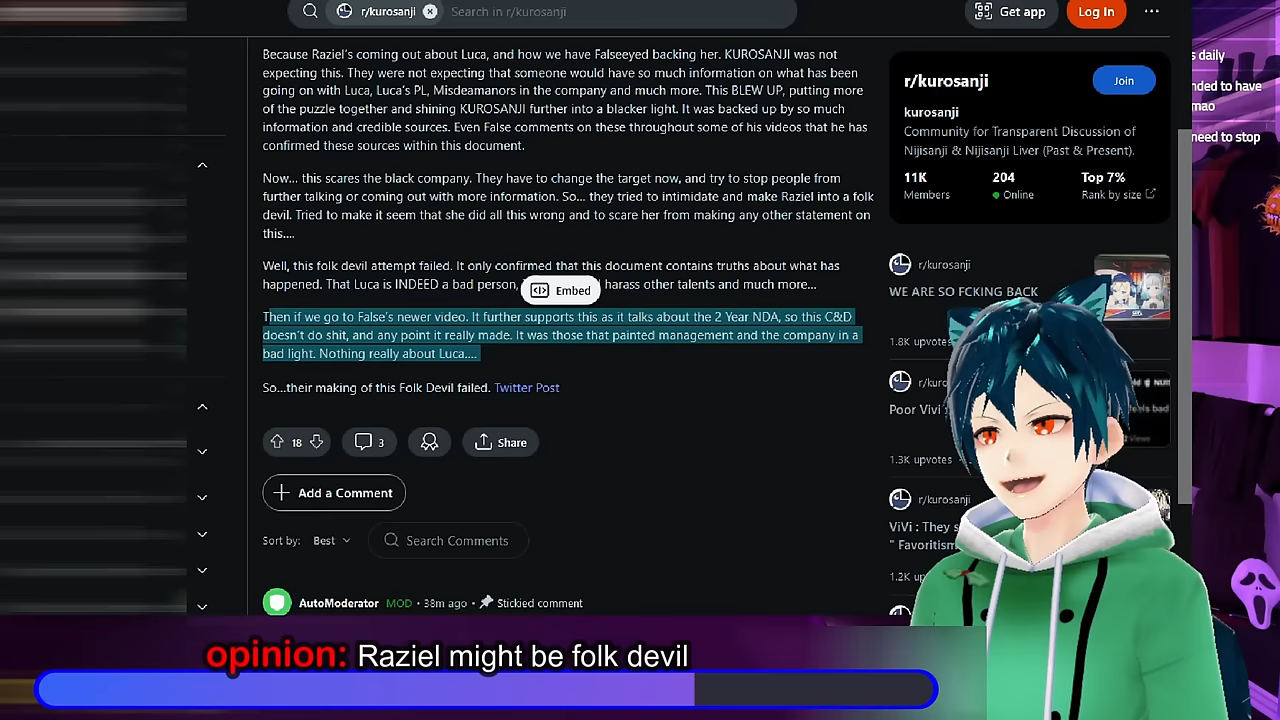 r/kurosanji
Search in r/kurosanji
Get app
Log In
Because Raziel's coming out about Luca, and how we have Falseeyed backing her. KUROSANJI was not
expecting this. They were not expecting that someone would have so much information on what has been
going on with Luca, Luca's PL, Misdeamanors in the company and much more. This BLEW UP, putting more
of the puzzle together and shining KUROSANJI further into a blacker light. It was backed up by so much
information and credible sources. Even False comments on these throughout some of his videos that he has
confirmed these sources within this document.
Now... this scares the black company. They have to change the target now, and try to stop people from
further talking or coming out with more information. So... they tried to intimidate and make Raziel into a folk
devil. Tried to make it seem that she did all this wrong and to scare her from making any other statement on
this....
Well, this folk devil attempt failed. It only confirmed that this document contains truths about what has
happened. That Luca is INDEED a person, harass other talents and much more...
Embed
Then if we go to False's newer video. It further supports this as it talks about the 2 Year NDA, so this C&D
doesn't do shit, and any point it really made. It was those that painted management and the company in a
bad light. Nothing really about Luca....
So...their making of this Folk Devil failed. Twitter Post
18
3
Share
Add a Comment
Sort by: Best
Search Comments
AutoModerator MOD • 38m ago • Stickied comment
r/kurosanji
Join
kurosanji
Community for Transparent Discussion of
Nijisanji & Nijisanji Liver (Past & Present).
11K
204
Top 7%
Members
Online
Rank by size
r/kurosanji
WE ARE SO FCKING BACK
1.8K upvotes
r/kuro
Poor Vivi
1.3K upvotes
r/kurosanji
ViVi : They s
" Favoritism
1.2K up
s daily
nded to have
mao
need to stop
opinion: Raziel might be folk devil